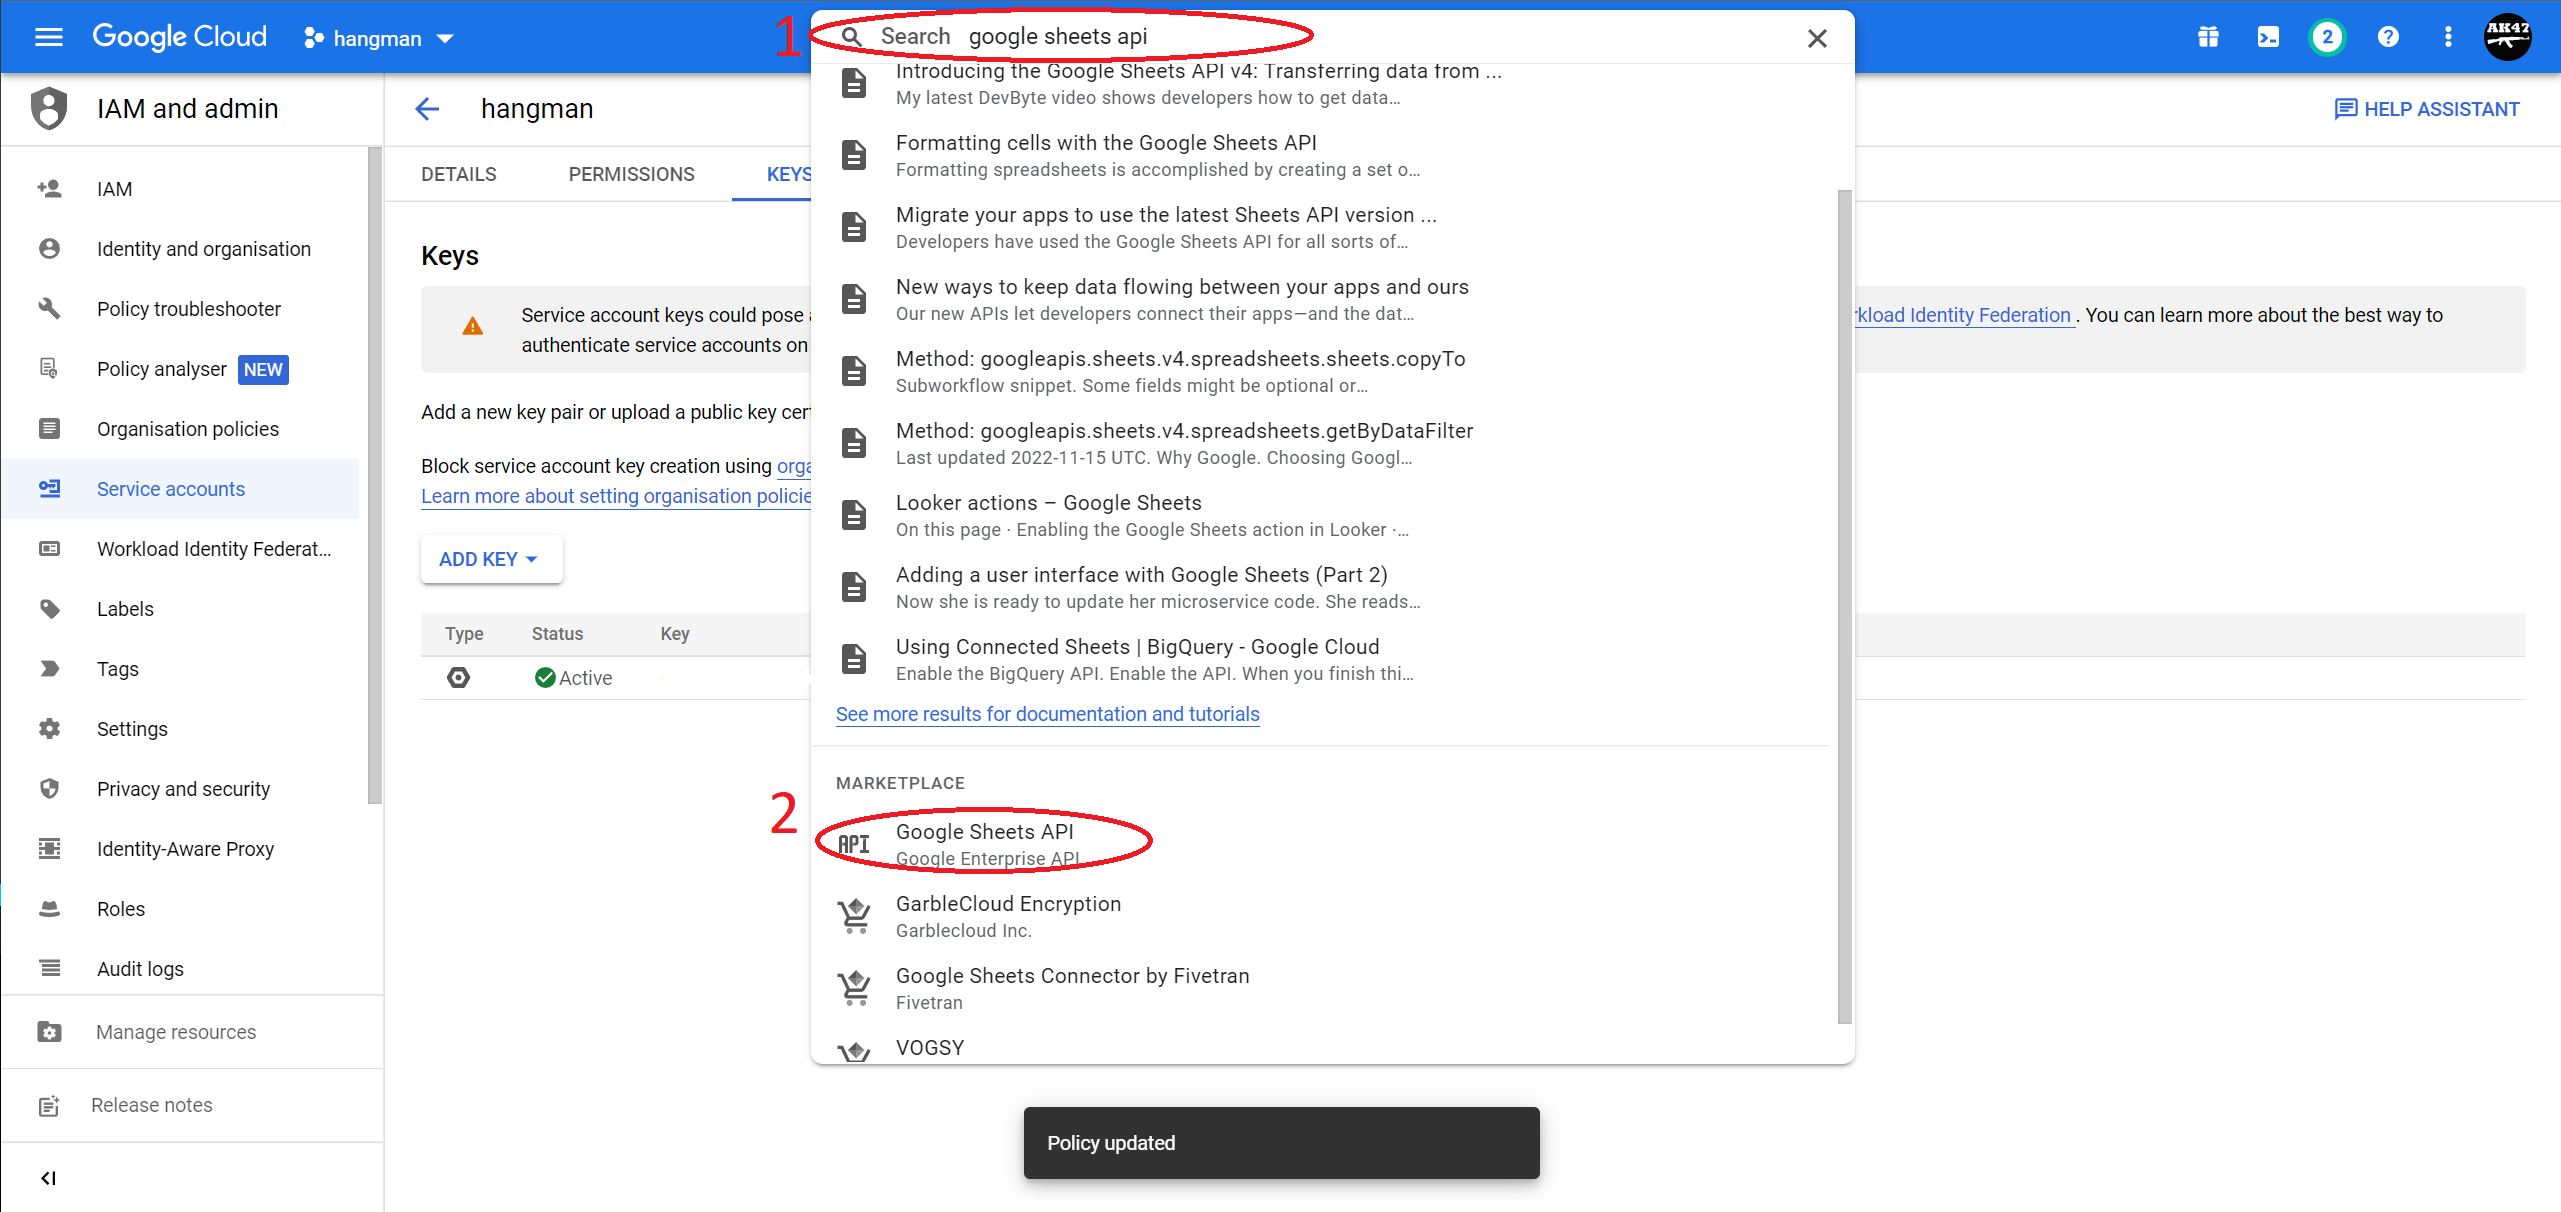 Google Cloud
hangman
1
Search google sheets api
2
AK47
IAM and admin
hangman
HELP ASSISTANT
IAM
Identity and organisation
Policy troubleshooter
Policy analyser NEW
Organisation policies
Service accounts
Workload Identity Federat...
Labels
Tags
Settings
Privacy and security
Identity-Aware Proxy
Roles
Audit logs
Manage resources
Release notes
DETAILS PERMISSIONS KEYS
Keys
Service account keys could pose
authenticate service accounts on
kload Identity Federation . You can learn more about the best way to
Add a new key pair or upload a public key cer
Block service account key creation using orga
Learn more about setting organisation policie
ADD KEY
Type Status Key
Active
Introducing the Google Sheets API v4: Transferring data from ...
My latest DevByte video shows developers how to get data...
Formatting cells with the Google Sheets API
Formatting spreadsheets is accomplished by creating a set o...
Migrate your apps to use the latest Sheets API version ...
Developers have used the Google Sheets API for all sorts of...
New ways to keep data flowing between your apps and ours
Our new APIs let developers connect their apps—and the dat...
Method: googleapis.sheets.v4.spreadsheets.sheets.copyTo
Subworkflow snippet. Some fields might be optional or...
Method: googleapis.sheets.v4.spreadsheets.getByDataFilter
Last updated 2022-11-15 UTC. Why Google. Choosing Googl...
Looker actions – Google Sheets
On this page · Enabling the Google Sheets action in Looker ·...
Adding a user interface with Google Sheets (Part 2)
Now she is ready to update her microservice code. She reads...
Using Connected Sheets | BigQuery - Google Cloud
Enable the BigQuery API. Enable the API. When you finish thi...
See more results for documentation and tutorials
MARKETPLACE
2
API
Google Sheets API
Google Enterprise API
GarbleCloud Encryption
Garblecloud Inc.
Google Sheets Connector by Fivetran
Fivetran
VOGSY
Policy updated